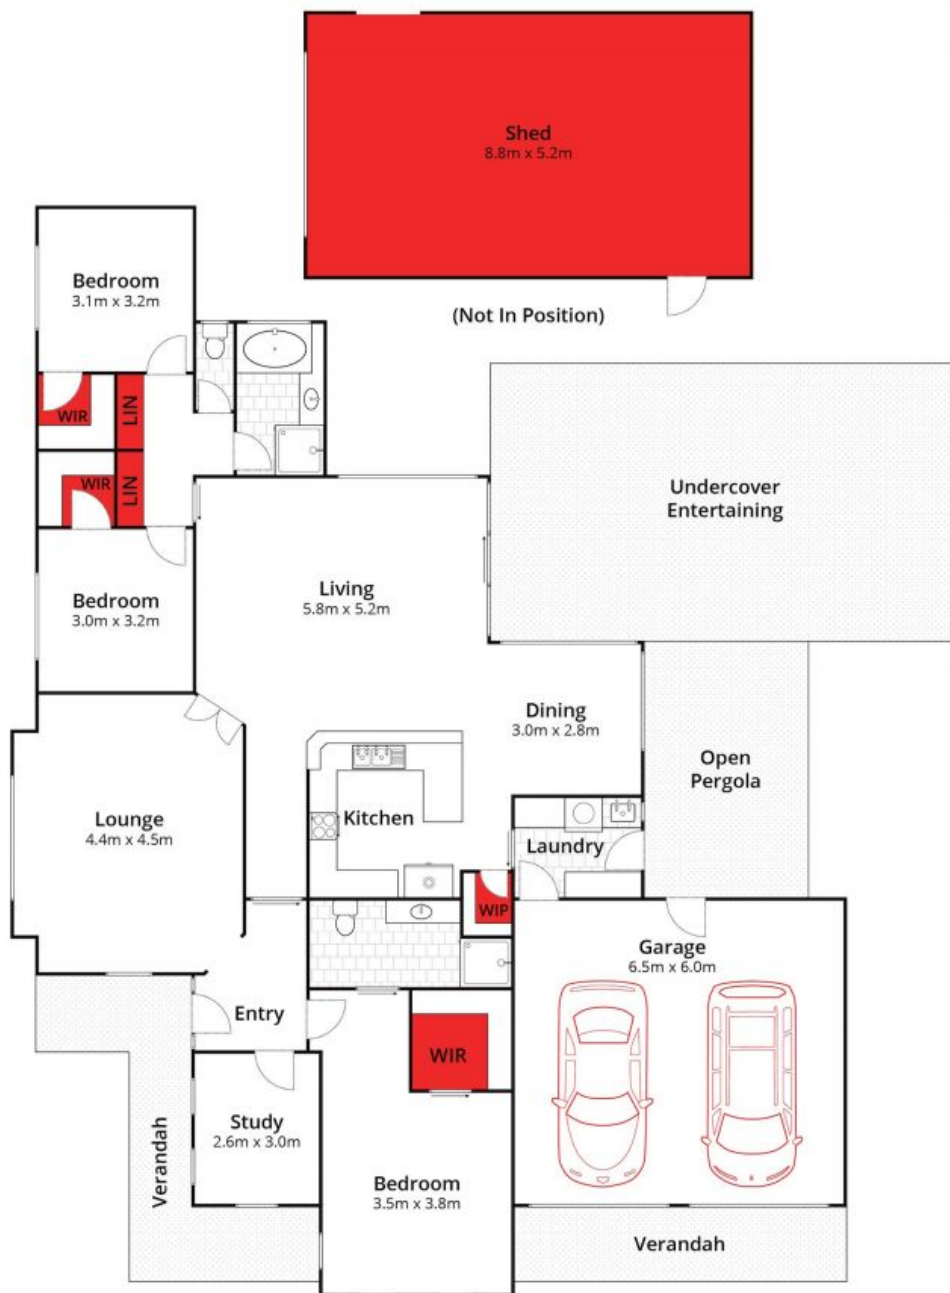 Shed
8.8m x 5.2m
(Not In Position)
Bedroom
3.1m x 3.2m
WIR
LIN
WIR
LIN
Bedroom
3.0m x 3.2m
Undercover
Entertaining
Living
5.8m x 5.2m
Dining
3.0m x 2.8m
Open
Pergola
Lounge
4.4m x 4.5m
Kitchen
Laundry
WIP
Garage
6.5m x 6.0m
Entry
WIR
Study
2.6m x 3.0m
Verandah
Bedroom
3.5m x 3.8m
Verandah